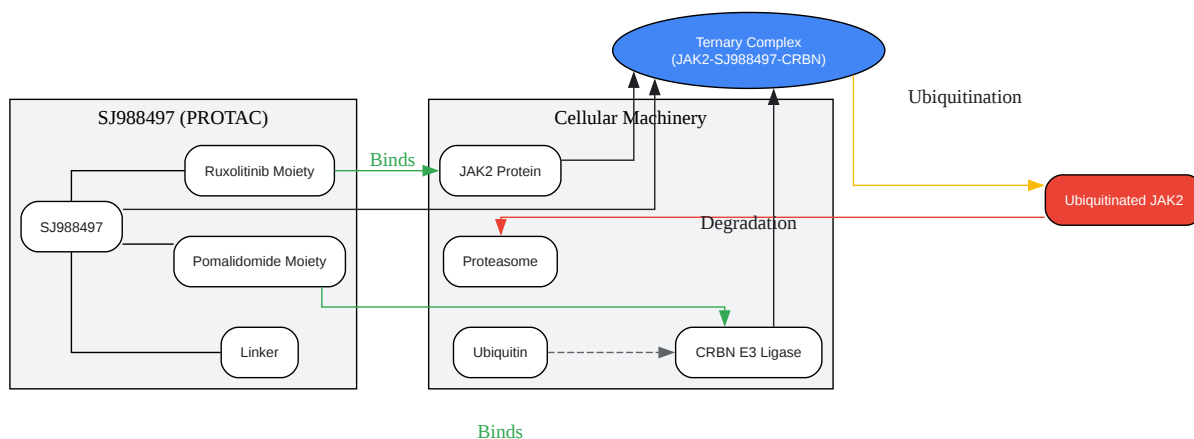 Ternary Complex
(JAK2-SJ988497-CRBN)
Ubiquitination
SJ988497 (PROTAC)
Cellular Machinery
Ruxolitinib Moiety
Binds
JAK2 Protein
SJ988497
Ubiquitinated JAK2
Degradation
Pomalidomide Moiety
Proteasome
Linker
Ubiquitin
CRBN E3 Ligase
Binds